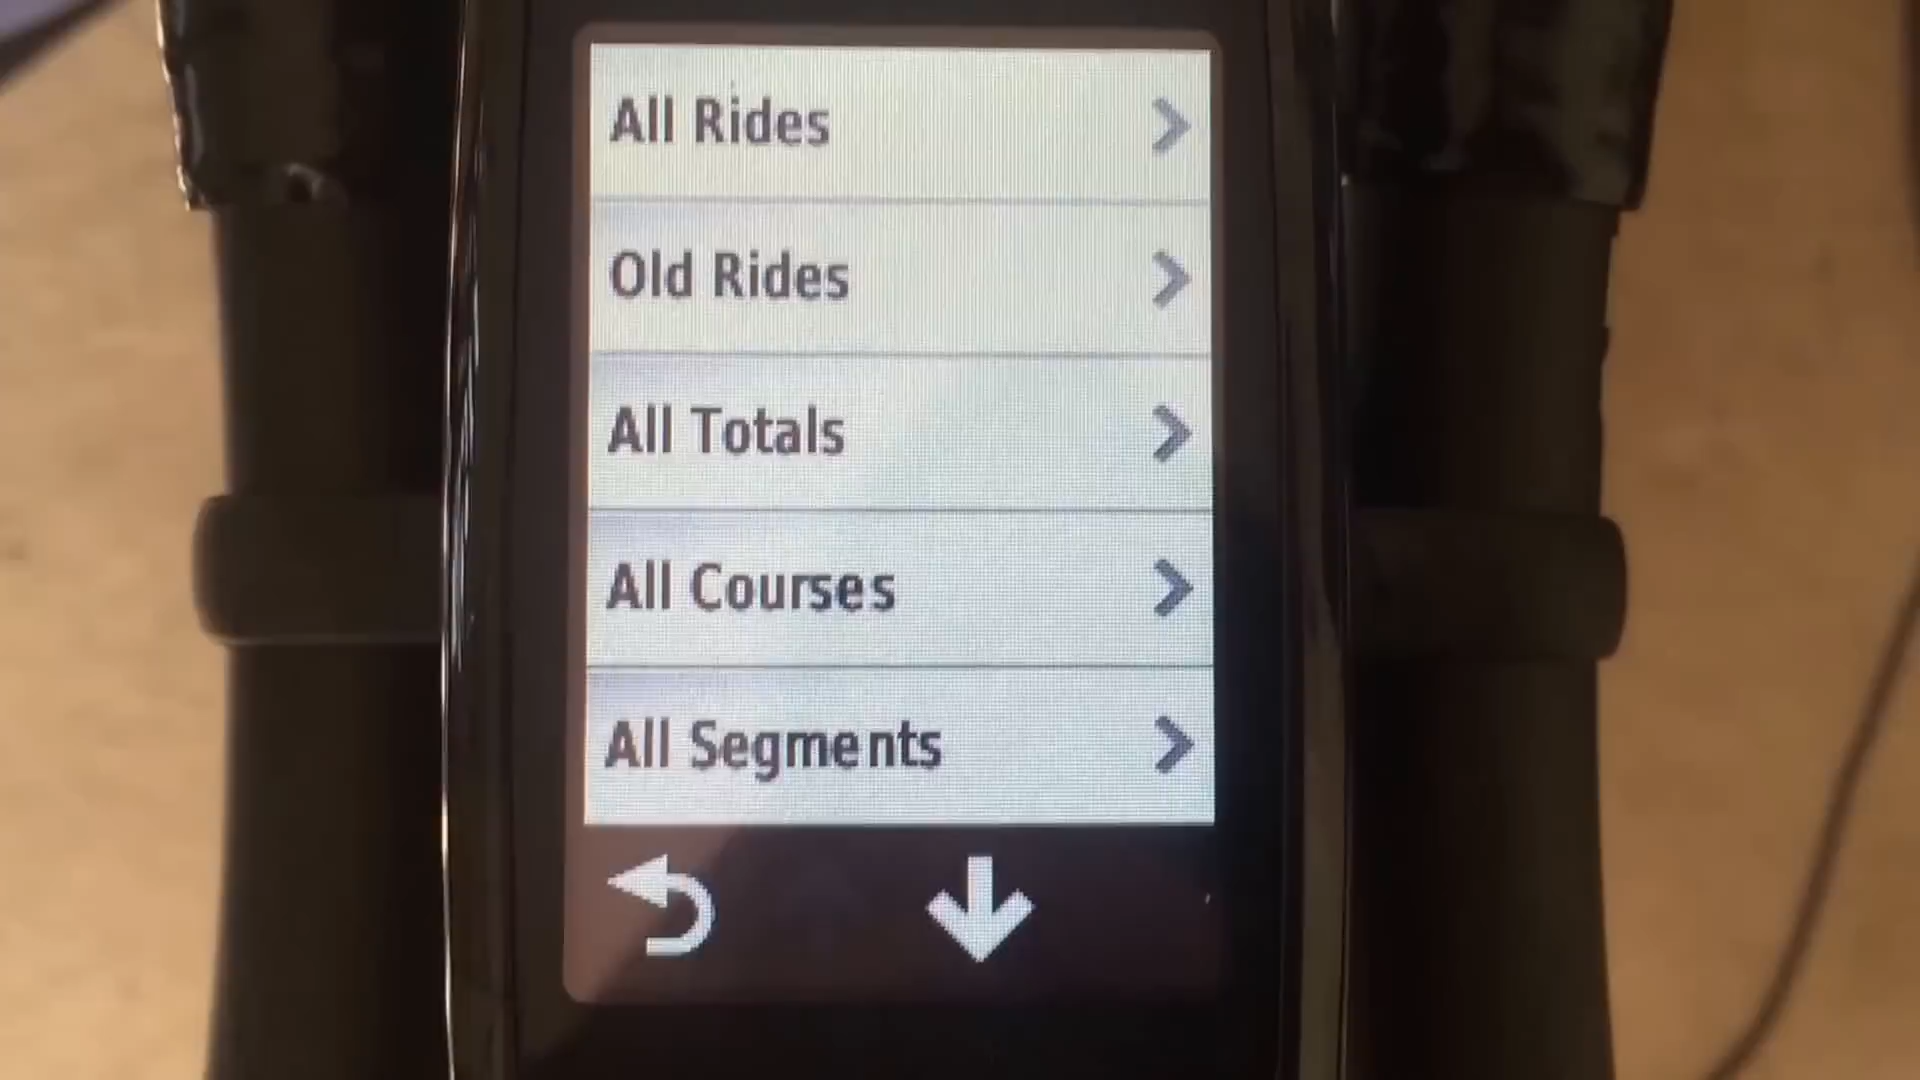 All Rides
Old Rides
All Totals
All Courses
All Segments